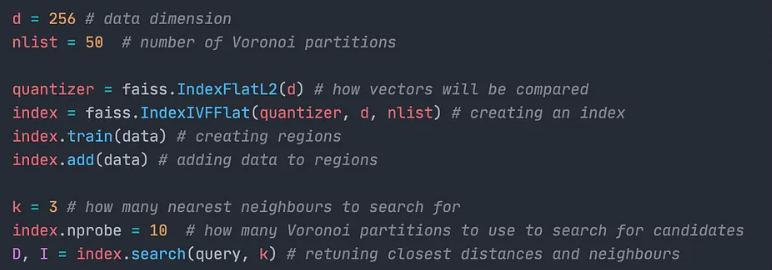 d = 256 # data dimension
nlist = 50  # number of Voronoi partitions

quantizer = faiss.IndexFlatL2(d) # how vectors will be compared
index = faiss.IndexIVFFlat(quantizer, d, nlist) # creating an index
index.train(data) # creating regions
index.add(data) # adding data to regions

k = 3 # how many nearest neighbours to search for
index.nprobe = 10  # how many Voronoi partitions to use to search for candidates
D, I = index.search(query, k) # retuning closest distances and neighbours